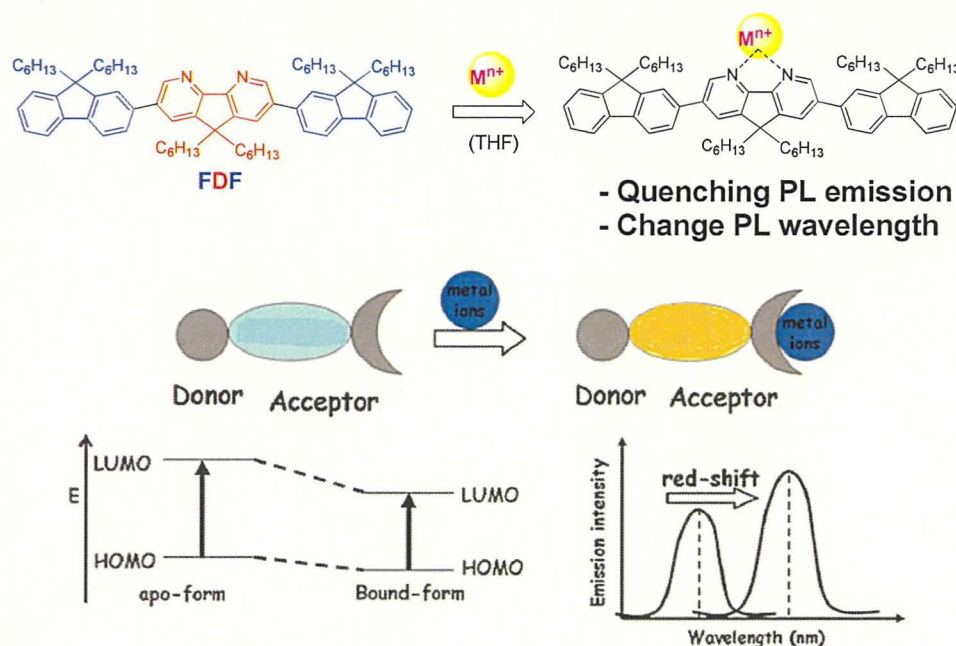 C6H13 C6H13
N N
C6H13 C6H13
C6H13 C6H13
FDF
Mn+
(THF)
Mn+
C6H13 C6H13
N N
C6H13 C6H13
C6H13 C6H13
- Quenching PL emission
- Change PL wavelength
metal
ions
metal
ions
Donor Acceptor
Donor Acceptor
E
LUMO
LUMO
HOMO
HOMO
apo-form
Bound-form
Emission intensity
red-shift
Wavelength (nm)